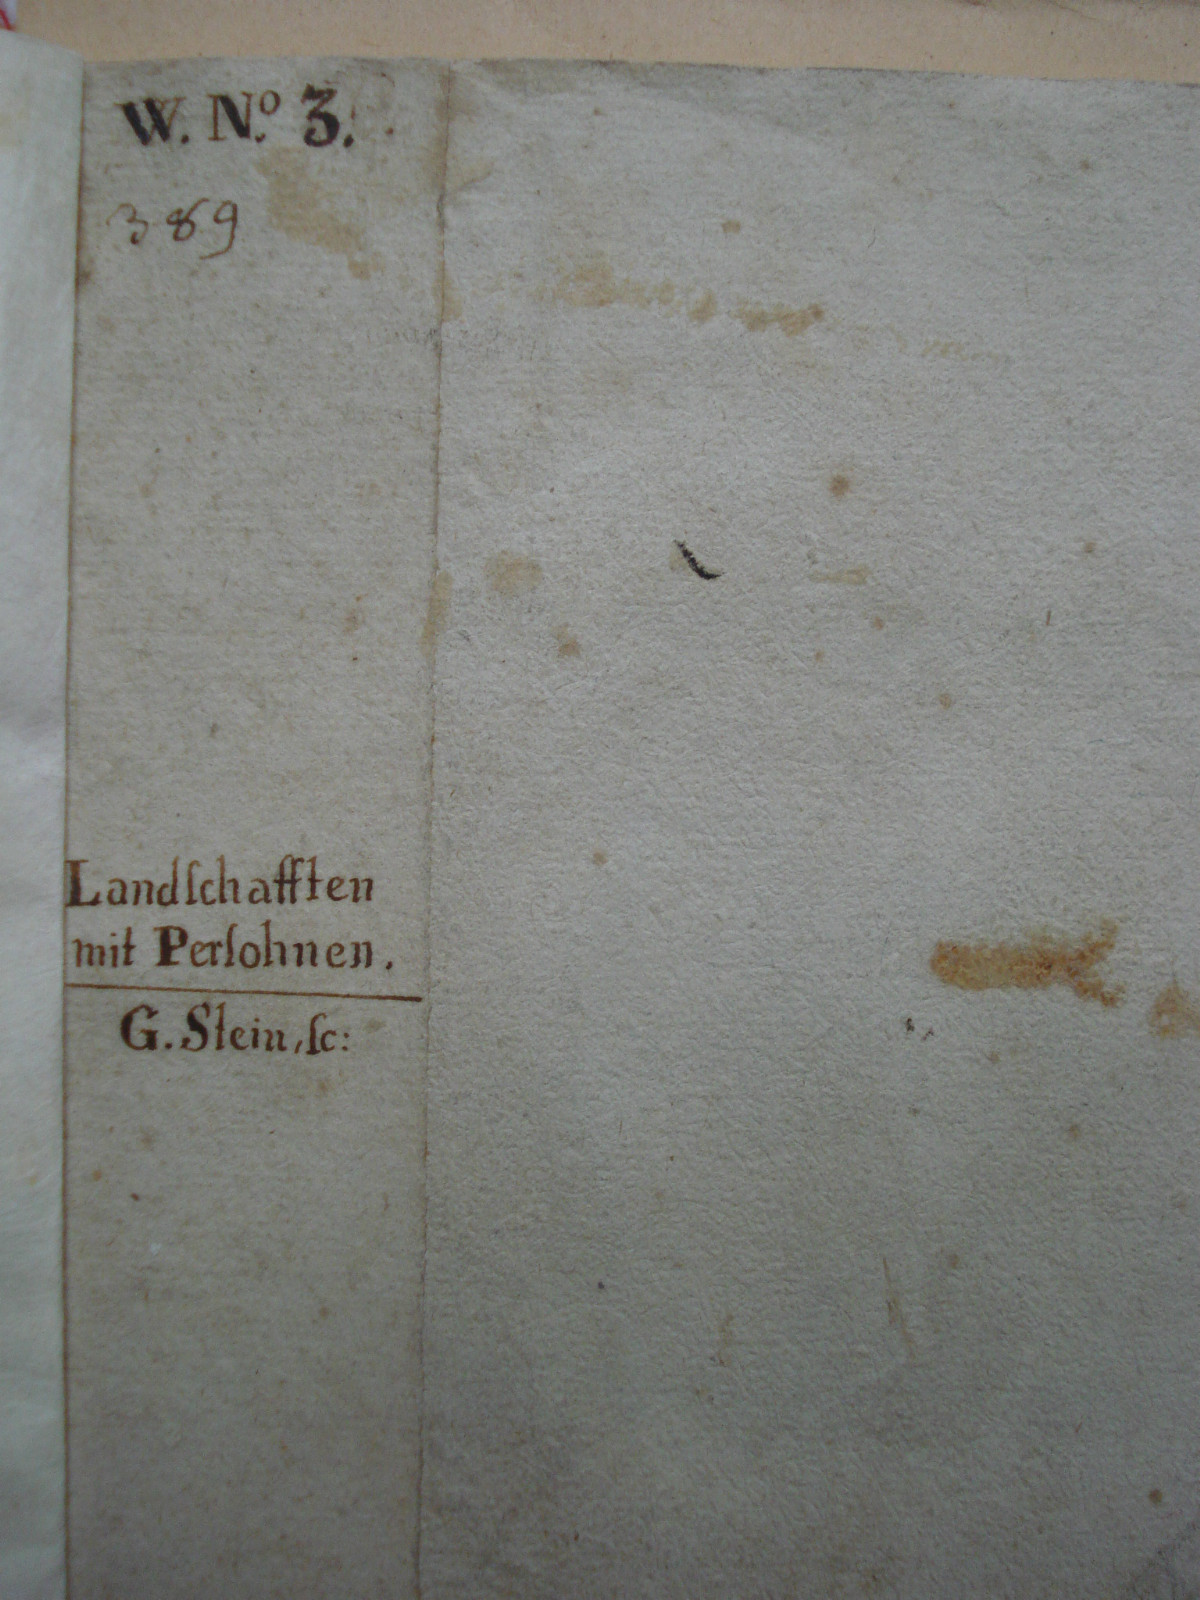 W. N.o 3.
389
Landſchafften
mit Perſohnen.
G. Stein, ſc: